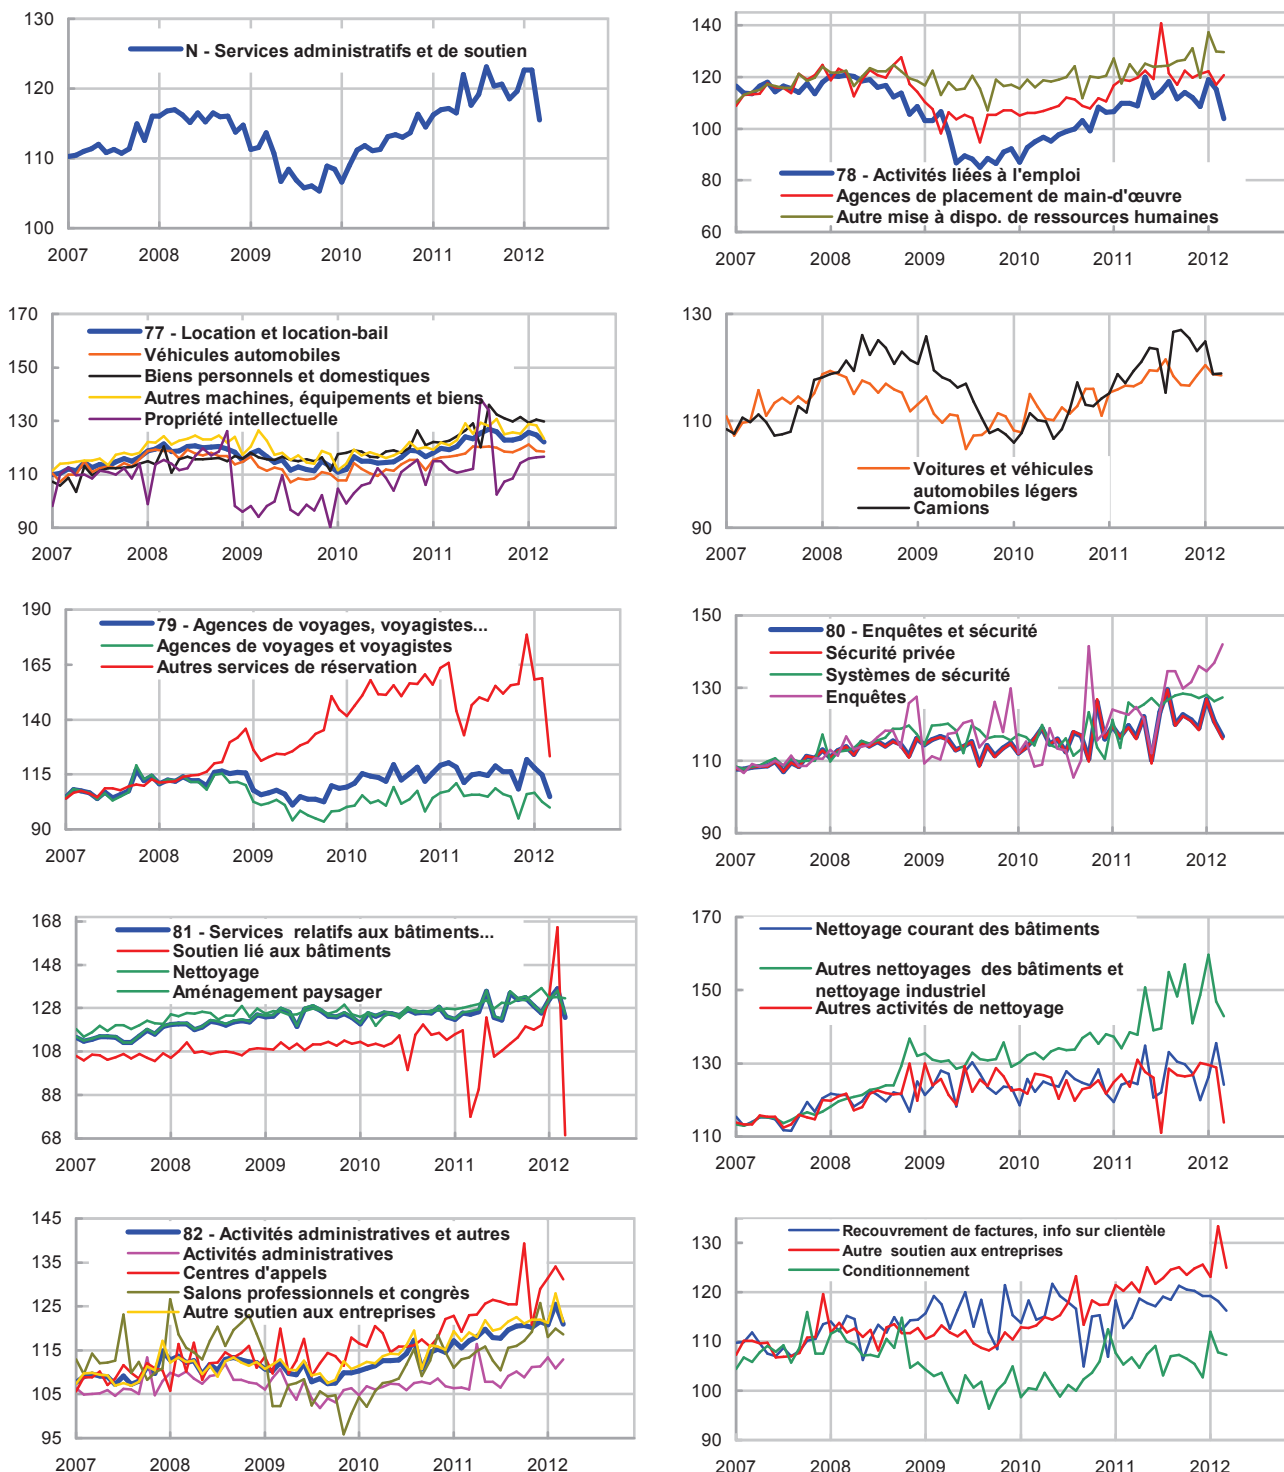 130
120
110
100
N - Services administratifs et de soutien
2007 2008 2009 2010 2011 2012
140
120
100
80
60
78 - Activités liées à l'emploi
Agences de placement de main-d'œuvre
Autre mise à dispo. de ressources humaines
2007 2008 2009 2010 2011 2012
170
150
130
110
90
77 - Location et location-bail
Véhicules automobiles
Biens personnels et domestiques
Autres machines, équipements et biens
Propriété intellectuelle
2007 2008 2009 2010 2011 2012
130
110
90
Voitures et véhicules
automobiles légers
Camions
2007 2008 2009 2010 2011 2012
190
165
140
115
90
79 - Agences de voyages, voyagistes...
Agences de voyages et voyagistes
Autres services de réservation
2007 2008 2009 2010 2011 2012
150
130
110
90
80 - Enquêtes et sécurité
Sécurité privée
Systèmes de sécurité
Enquêtes
2007 2008 2009 2010 2011 2012
168
148
128
108
88
68
81 - Services relatifs aux bâtiments...
Soutien lié aux bâtiments
Nettoyage
Aménagement paysager
2007 2008 2009 2010 2011 2012
170
150
130
110
Nettoyage courant des bâtiments
Autres nettoyages des bâtiments et
nettoyage industriel
Autres activités de nettoyage
2007 2008 2009 2010 2011 2012
145
135
125
115
105
95
82 - Activités administratives et autres
Activités administratives
Centres d'appels
Salons professionnels et congrès
Autre soutien aux entreprises
2007 2008 2009 2010 2011 2012
130
120
110
100
90
Recouvrement de factures, info sur clientèle
Autre soutien aux entreprises
Conditionnement
2007 2008 2009 2010 2011 2012